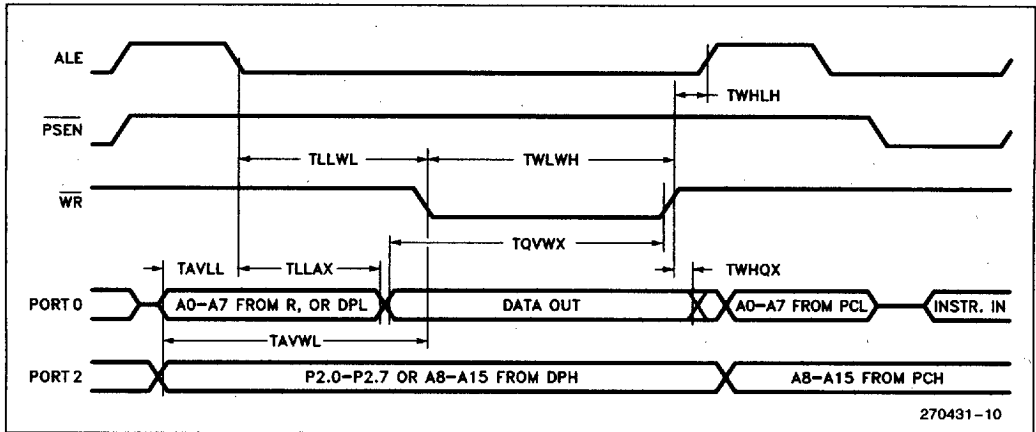 ALE
TWHLH
PSEN
TLLWL
TWLWH
WR
TQVWX
TAVLL
TLLAX
TWHQX
PORT 0
A0-A7 FROM R, OR DPL
DATA OUT
A0-A7 FROM PCL
INSTR. IN
TAVWL
PORT 2
P2.0-P2.7 OR A8-A15 FROM DPH
A8-A15 FROM PCH
270431-10